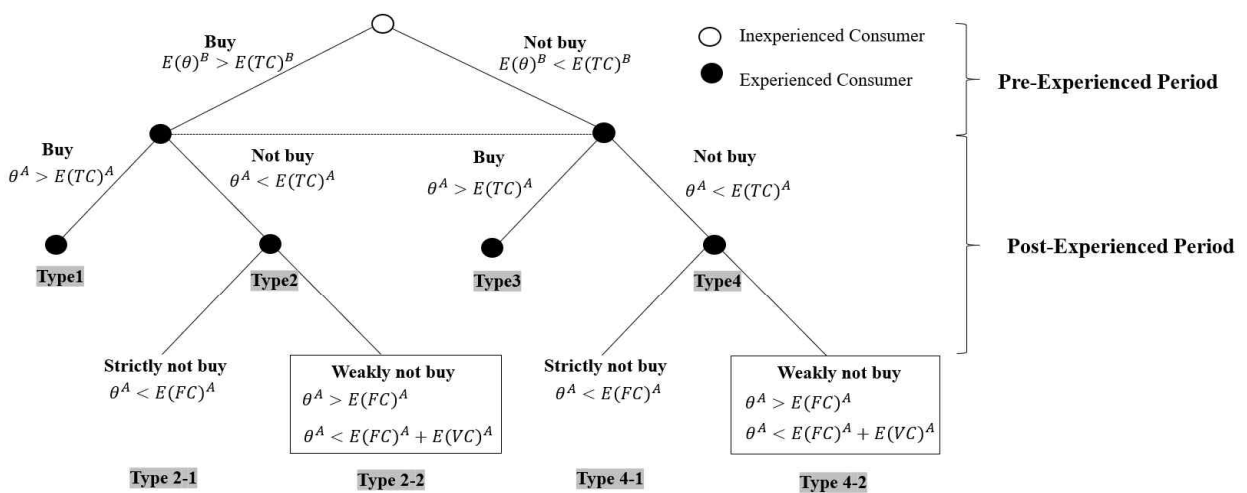 Buy
E(θ)^B > E(TC)^B
Not buy
E(θ)^B < E(TC)^B
Inexperienced Consumer
Experienced Consumer
Pre-Experienced Period
Buy
θ^A > E(TC)^A
Not buy
θ^A < E(TC)^A
Buy
θ^A > E(TC)^A
Not buy
θ^A < E(TC)^A
Post-Experienced Period
Type1
Type2
Type3
Type4
Strictly not buy
θ^A < E(FC)^A
Weakly not buy
θ^A > E(FC)^A
θ^A < E(FC)^A + E(VC)^A
Strictly not buy
θ^A < E(FC)^A
Weakly not buy
θ^A > E(FC)^A
θ^A < E(FC)^A + E(VC)^A
Type 2-1
Type 2-2
Type 4-1
Type 4-2